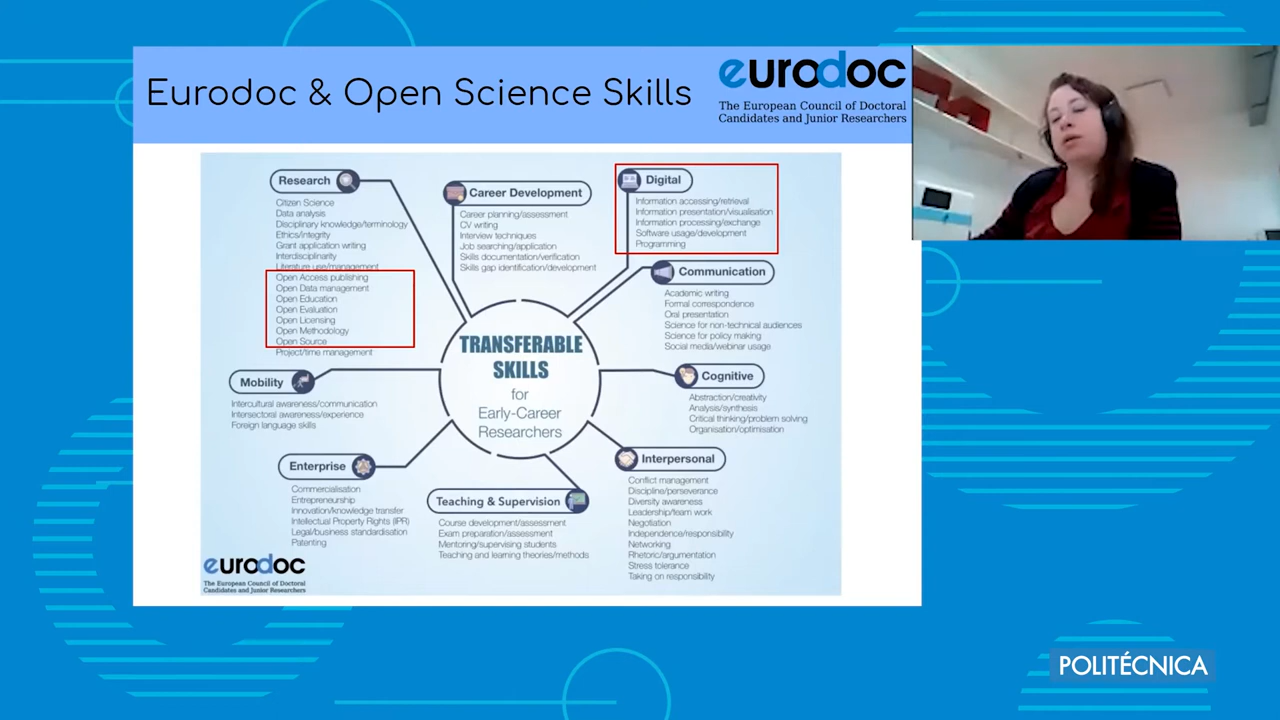 Eurodoc & Open Science Skills
eurodoc
The European Council of Doctoral
Candidates and Junior Researchers
Research
Citizen Science
Data analysis
Disciplinary knowledge/terminology
Ethics/integrity
Grant application writing
Interdisciplinarity
Literature use/management
Open Access publishing
Open Data management
Open Education
Open Evaluation
Open Licensing
Open Methodology
Open Source
Project/time management
Career Development
Career planning/assessment
CV writing
Interview techniques
Job searching/application
Skills documentation/verification
Skills gap identification/development
Digital
Information accessing/retrieval
Information presentation/visualisation
Information processing/exchange
Software usage/development
Programming
Communication
Academic writing
Formal correspondence
Oral presentation
Science for non-technical audiences
Science for policy making
Social media/webinar usage
TRANSFERABLE
SKILLS
for
Early-Career
Researchers
Mobility
Intercultural awareness/communication
Intersectoral awareness/experience
Foreign language skills
Cognitive
Abstraction/creativity
Analysis/synthesis
Critical thinking/problem solving
Organisation/optimisation
Enterprise
Commercialisation
Entrepreneurship
Innovation/knowledge transfer
Intellectual Property Rights (IPR)
Legal/business standardisation
Patenting
Teaching & Supervision
Course development/assessment
Exam preparation/assessment
Mentoring/supervising students
Teaching and learning theories/methods
Interpersonal
Conflict management
Discipline/perseverance
Diversity awareness
Leadership/team work
Negotiation
Independence/responsibility
Networking
Rhetoric/argumentation
Stress tolerance
Taking on responsibility
eurodoc
The European Council of Doctoral
Candidates and Junior Researchers
POLITÉCNICA